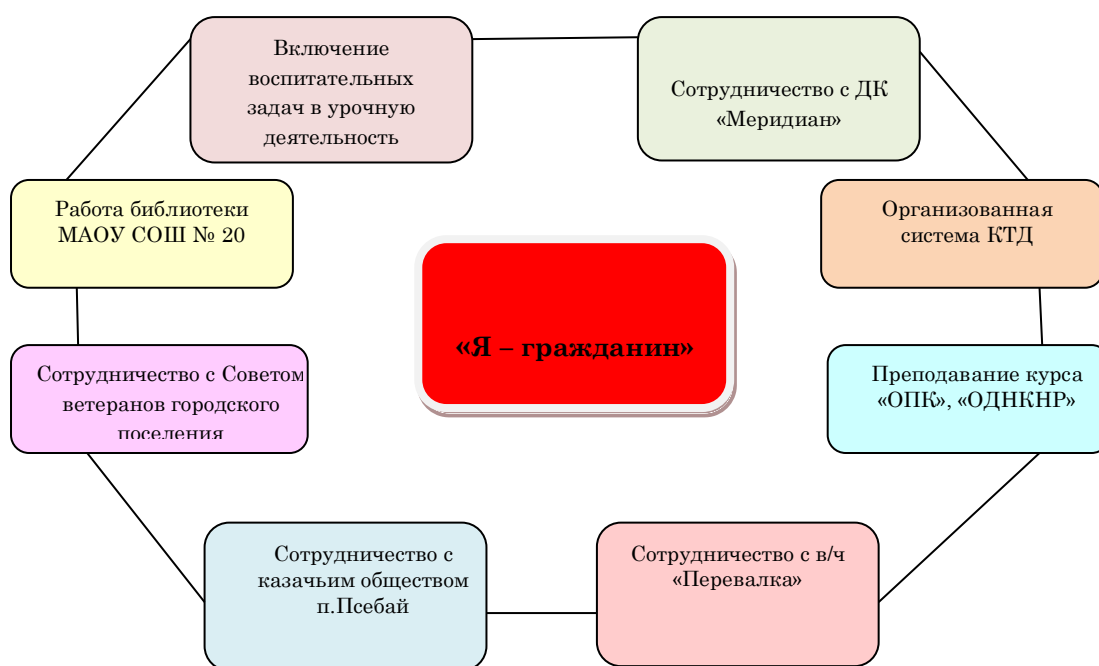 Включение
воспитательных
задач в урочную
деятельность
Сотрудничество с ДК
«Меридиан»
Работа библиотеки
МАОУ СОШ № 20
Организованная
система КТД
«Я – гражданин»
Сотрудничество с Советом
ветеранов городского
поселения
Преподавание курса
«ОПК», «ОДНКНР»
Сотрудничество с
казачьим обществом
п.Псебай
Сотрудничество с в/ч
«Перевалка»